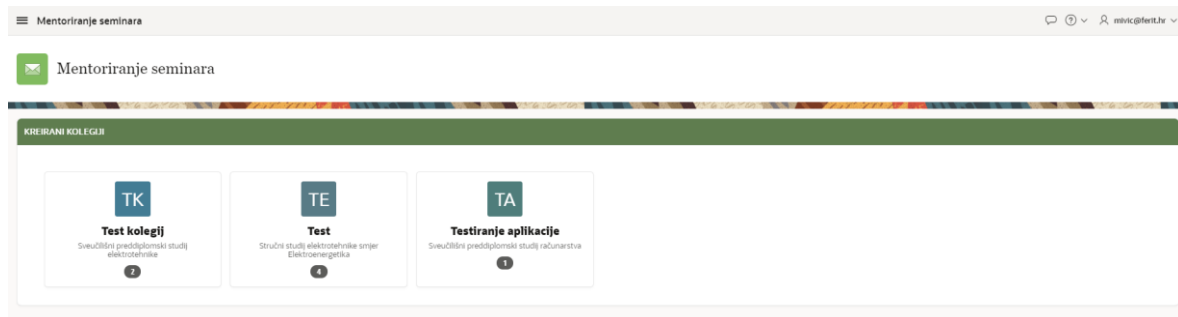 Mentoriranje seminara
mivic@ferit.hr
Mentoriranje seminara
KREIRANI KOLEGIJI
TK
Test kolegij
Sveučilišni preddiplomski studij
elektrotehnike
2
TE
Test
Stručni studij elektrotehnike smjer
Elektroenergetika
4
TA
Testiranje aplikacije
Sveučilišni preddiplomski studij računarstva
1